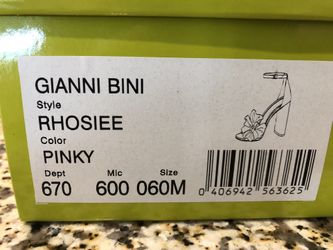 GIANNI BINI
Style
RHOSIEE
Color
PINKY
Dept Mic Size
670 600 060M
0 406942 563625